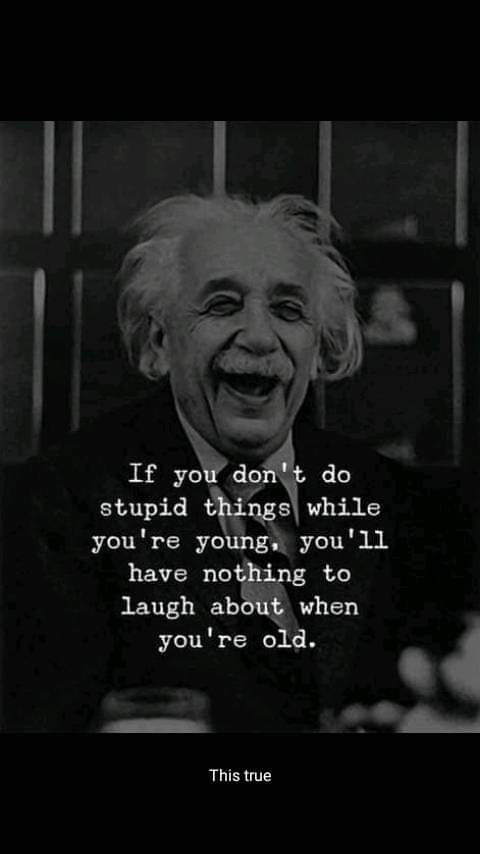 If you don't do
stupid things while
you're young, you'll
have nothing to
laugh about when
you're old.
This true